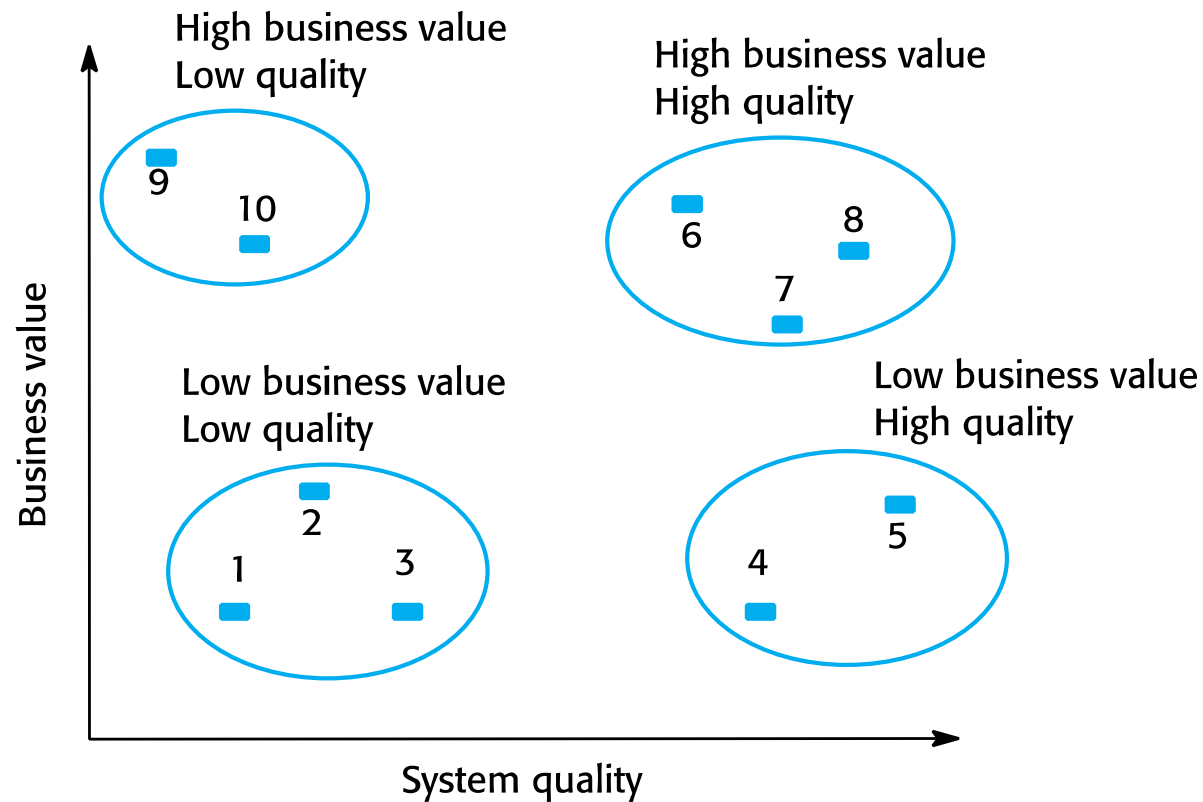 High business value
Low quality
High business value
High quality
9
10
6
8
7
Business value
Low business value
Low quality
Low business value
High quality
2
1
3
5
4
System quality